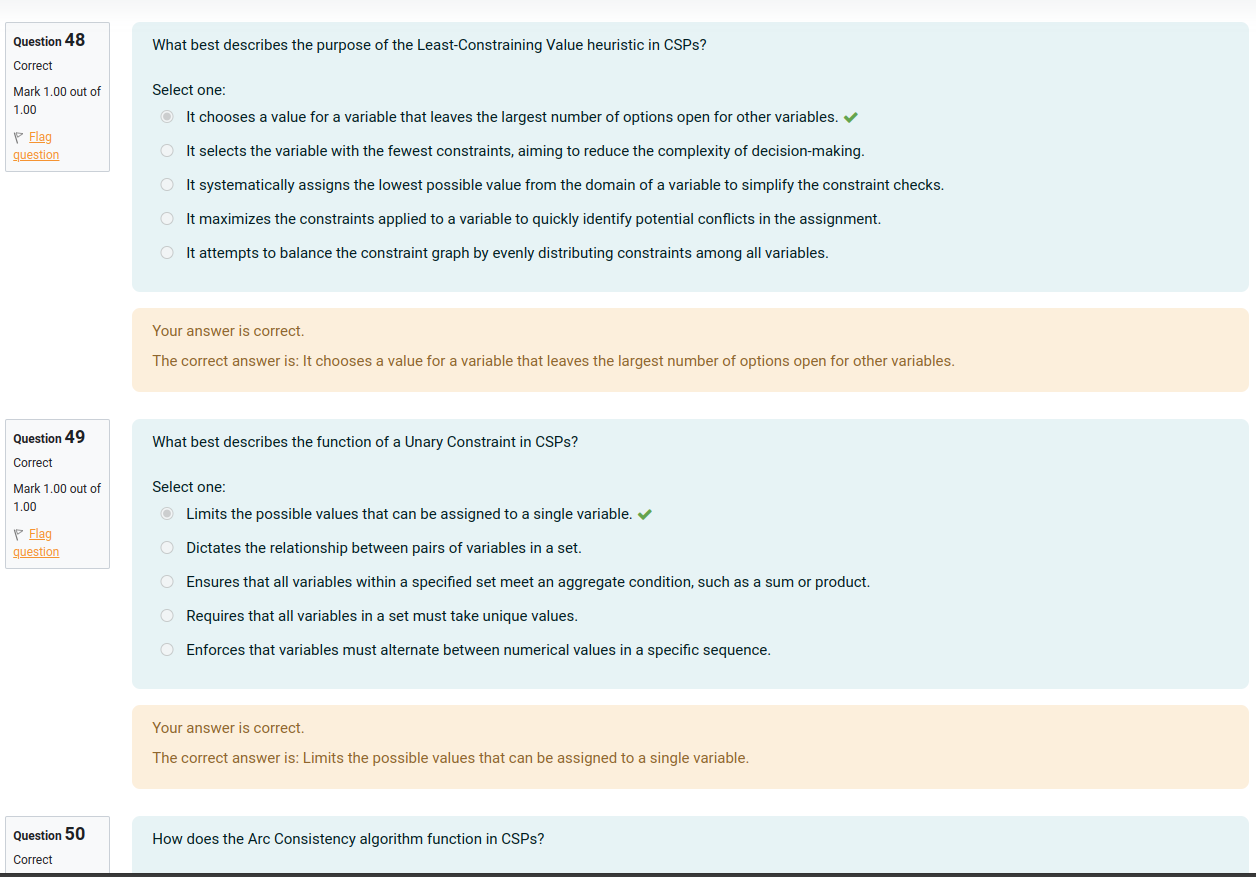 Question 48
Correct
Mark 1.00 out of
1.00
Flag
question
What best describes the purpose of the Least-Constraining Value heuristic in CSPs?
Select one:
It chooses a value for a variable that leaves the largest number of options open for other variables.
It selects the variable with the fewest constraints, aiming to reduce the complexity of decision-making.
It systematically assigns the lowest possible value from the domain of a variable to simplify the constraint checks.
It maximizes the constraints applied to a variable to quickly identify potential conflicts in the assignment.
It attempts to balance the constraint graph by evenly distributing constraints among all variables.
Your answer is correct.
The correct answer is: It chooses a value for a variable that leaves the largest number of options open for other variables.
Question 49
Correct
Mark 1.00 out of
1.00
Flag
question
What best describes the function of a Unary Constraint in CSPs?
Select one:
Limits the possible values that can be assigned to a single variable.
Dictates the relationship between pairs of variables in a set.
Ensures that all variables within a specified set meet an aggregate condition, such as a sum or product.
Requires that all variables in a set must take unique values.
Enforces that variables must alternate between numerical values in a specific sequence.
Your answer is correct.
The correct answer is: Limits the possible values that can be assigned to a single variable.
Question 50
Correct
How does the Arc Consistency algorithm function in CSPs?